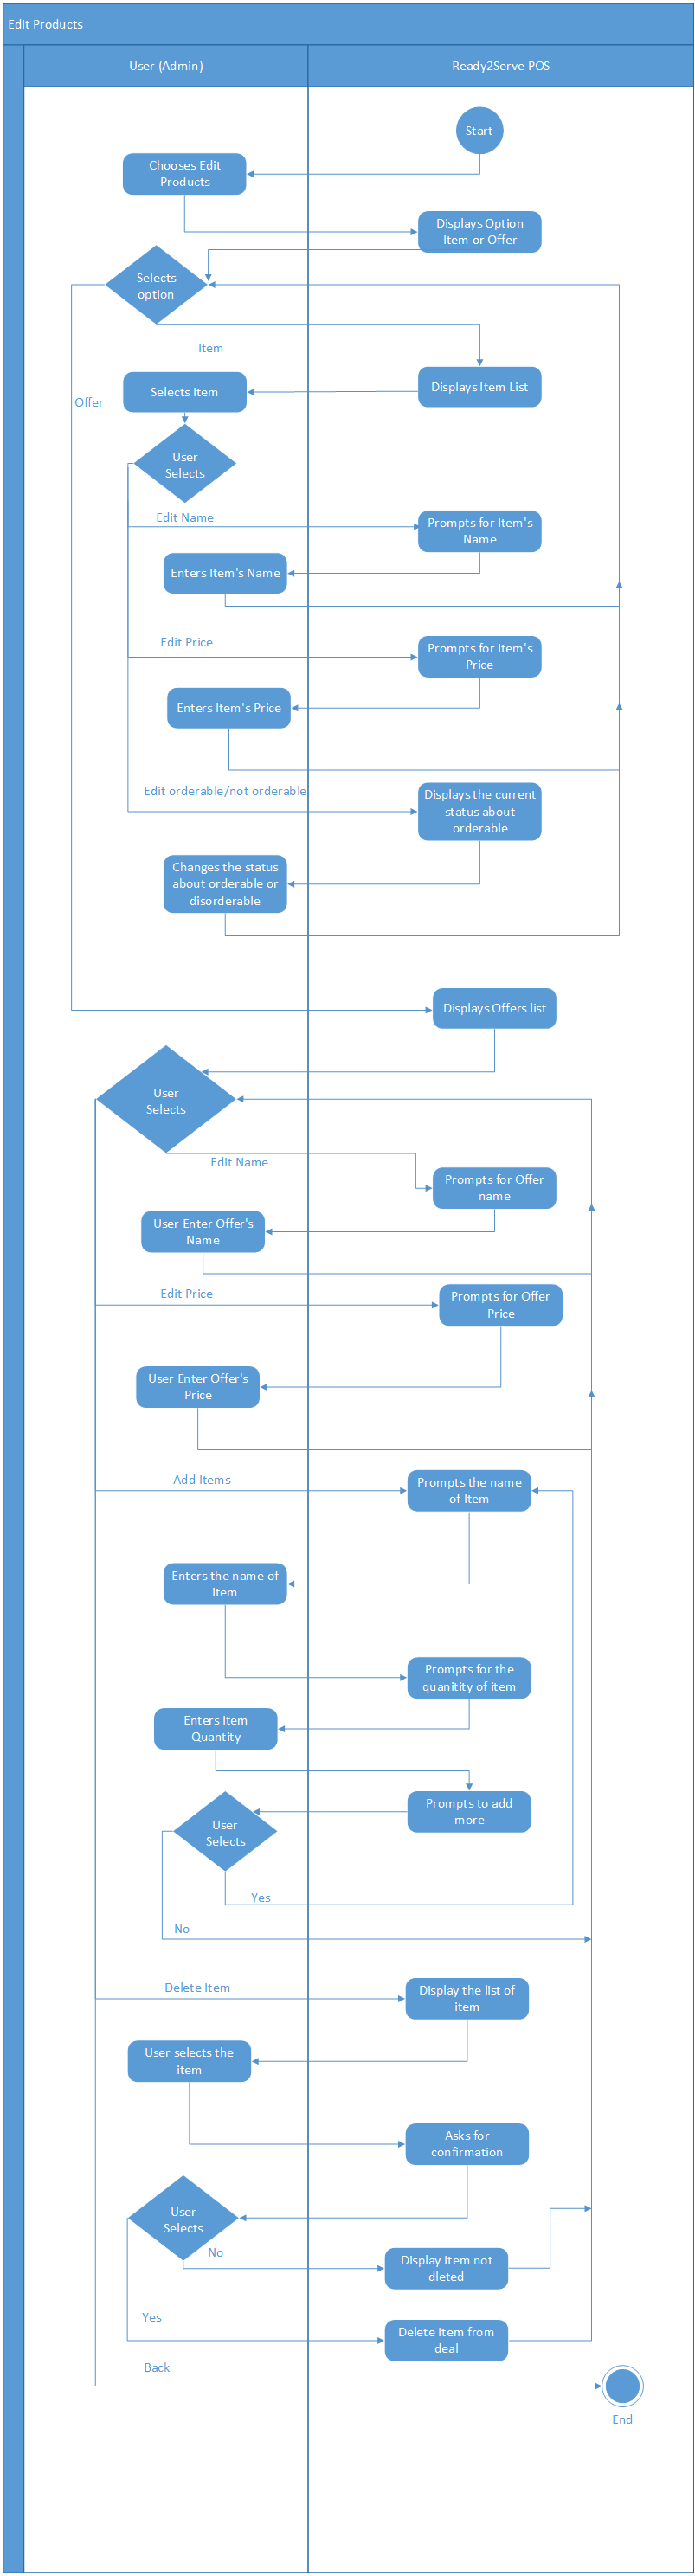 Edit Products
User (Admin)
Ready2Serve POS
Start
Chooses Edit
Products
Displays Option
Item or Offer
Selects
option
Item
Displays Item List
Selects Item
Offer
User
Selects
Edit Name
Prompts for Item's
Name
Enters Item's Name
Edit Price
Prompts for Item's
Price
Enters Item's Price
Edit orderable/not orderable
Displays the current
status about
orderable
Changes the status
about orderable or
disorderable
Displays Offers list
User
Selects
Edit Name
Prompts for Offer
name
User Enter Offer's
Name
Edit Price
Prompts for Offer
Price
User Enter Offer's
Price
Add Items
Prompts the name
of Item
Enters the name of
item
Prompts for the
quanitity of item
Enters Item
Quantity
Prompts to add
more
User
Selects
Yes
No
Delete Item
Display the list of
item
User selects the
item
Asks for
confirmation
User
Selects
No
Display Item not
dleted
Yes
Delete Item from
deal
Back
End